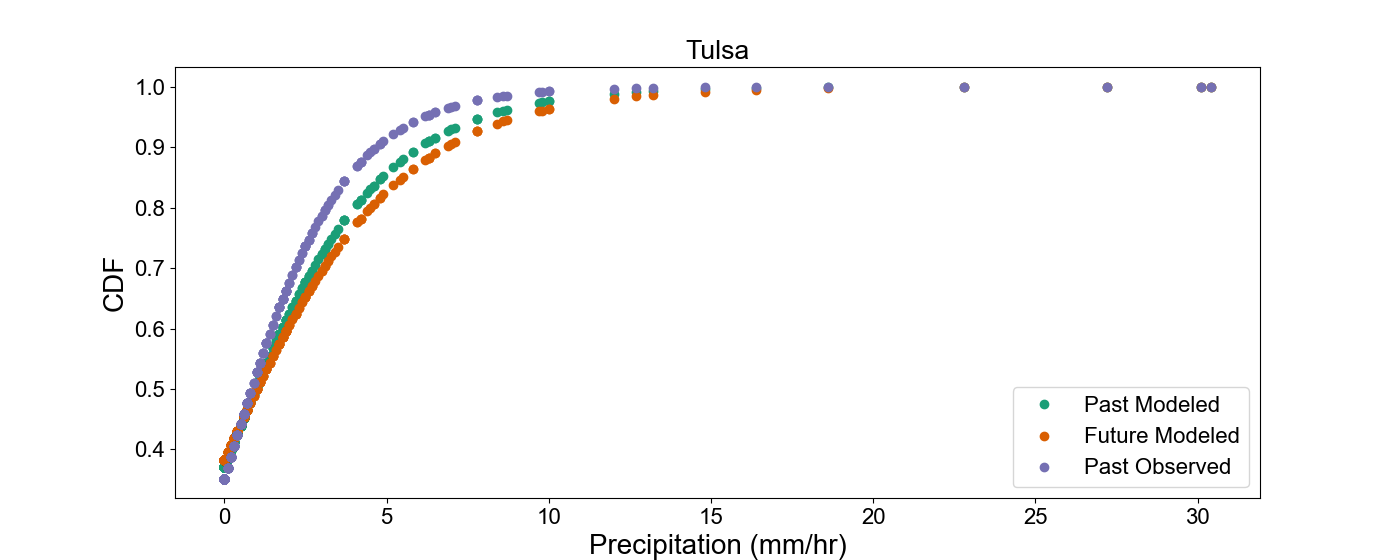 Tulsa
1.0
0.9
0.8
0.7
0.6
0.5
0.4
CDF
Past Modeled
Future Modeled
Past Observed
0 5 10 15 20 25 30
Precipitation (mm/hr)